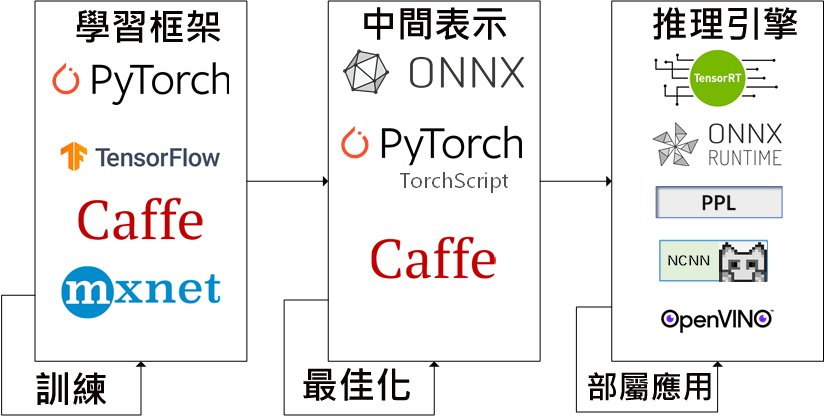 學習框架
PyTorch
TensorFlow
Caffe
mxnet
訓練
中間表示
ONNX
PyTorch
TorchScript
Caffe
最佳化
推理引擎
TensorRT
ONNX
RUNTIME
PPL
NCNN
OpenVINO™
部屬應用